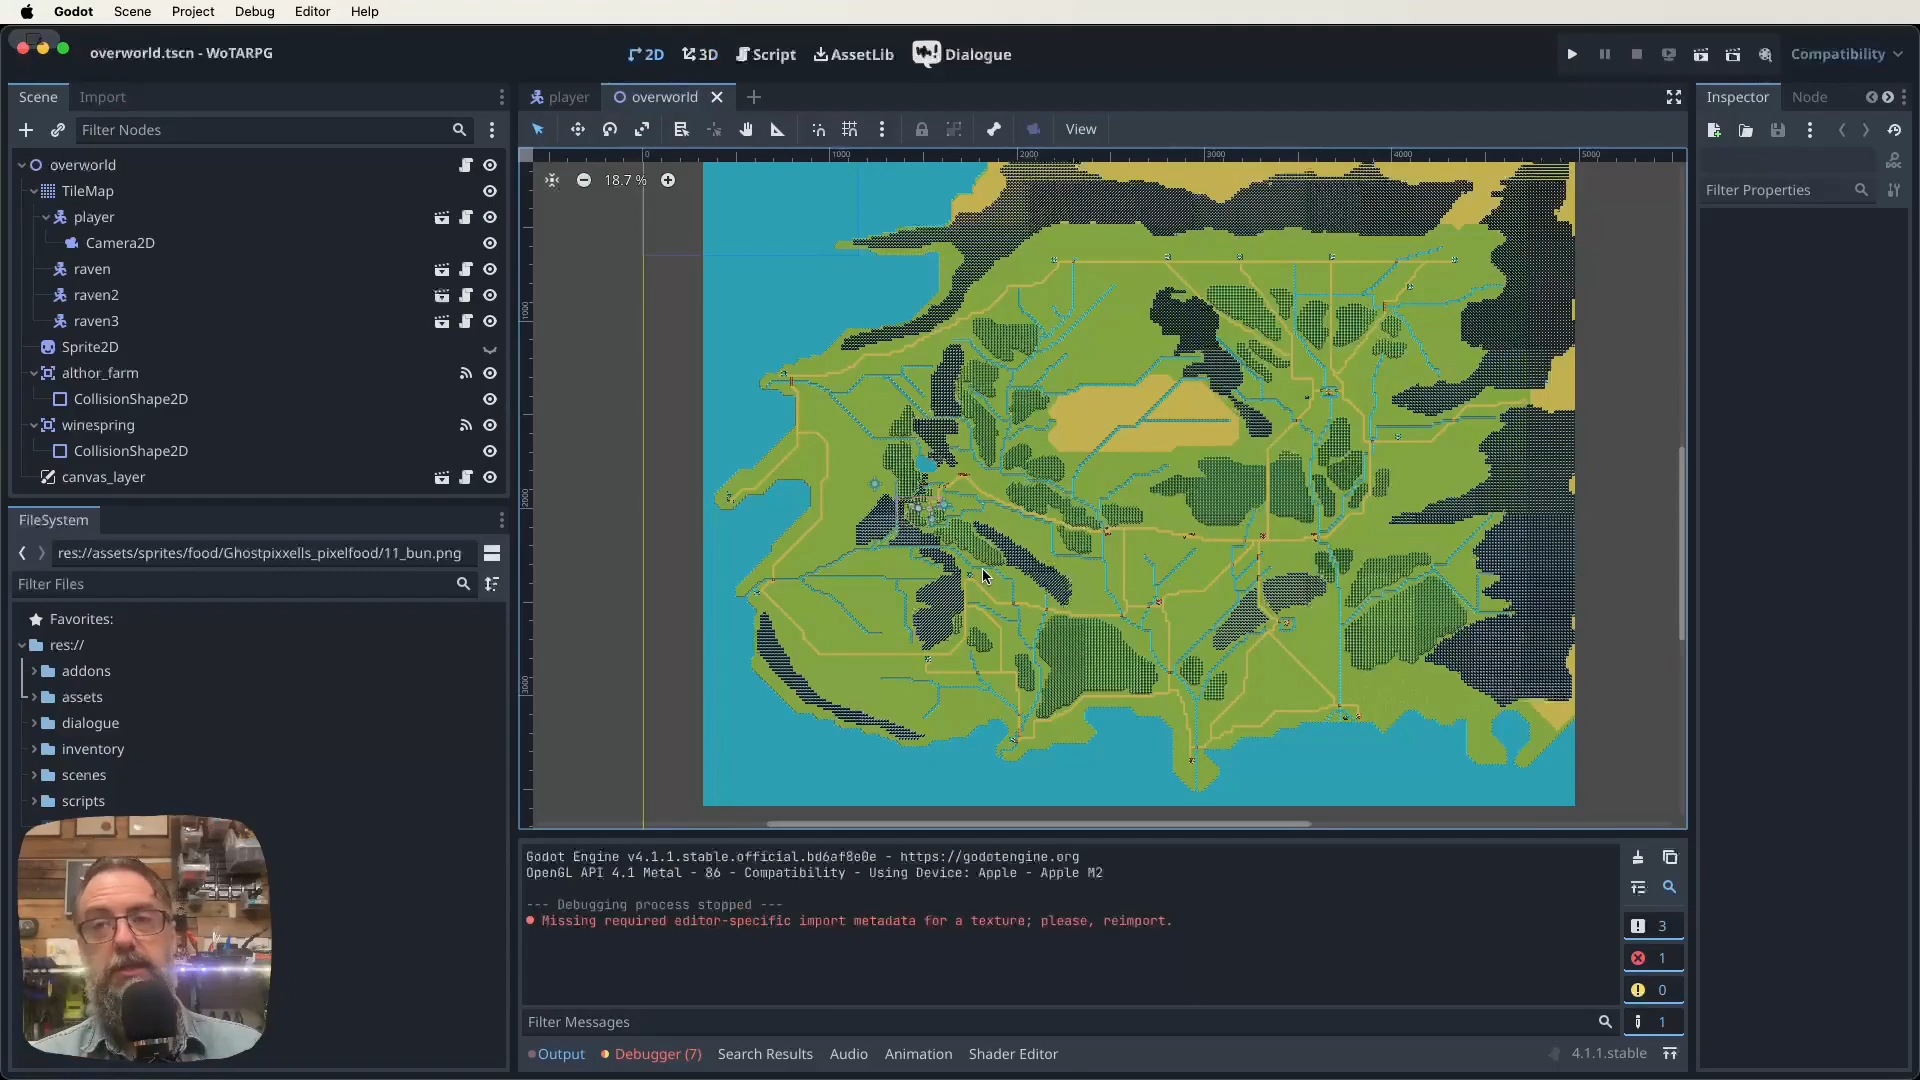 Godot Scene Project Debug Editor Help
overworld.tscn - WoTARPG
2D 3D Script AssetLib Dialogue
Compatibility
Scene Import
Filter Nodes
overworld
TileMap
player
Camera2D
raven
raven2
raven3
Sprite2D
althor_farm
CollisionShape2D
winespring
CollisionShape2D
canvas_layer
FileSystem
res://assets/sprites/food/Ghostpixxells_pixelfood/11_bun.png
Filter Files
Favorites:
res://
addons
assets
dialogue
inventory
scenes
scripts
player overworld
View
0 1000 2000 3000 4000 5000
18.7 %
1000
2000
3000
Godot Engine v4.1.1.stable.official.bd6af8e0e - https://godotengine.org
OpenGL API 4.1 Metal - 86 - Compatibility - Using Device: Apple - Apple M2
--- Debugging process stopped ---
Missing required editor-specific import metadata for a texture; please, reimport.
3
1
0
1
Filter Messages
Output Debugger (7) Search Results Audio Animation Shader Editor
4.1.1.stable
Inspector Node
Filter Properties